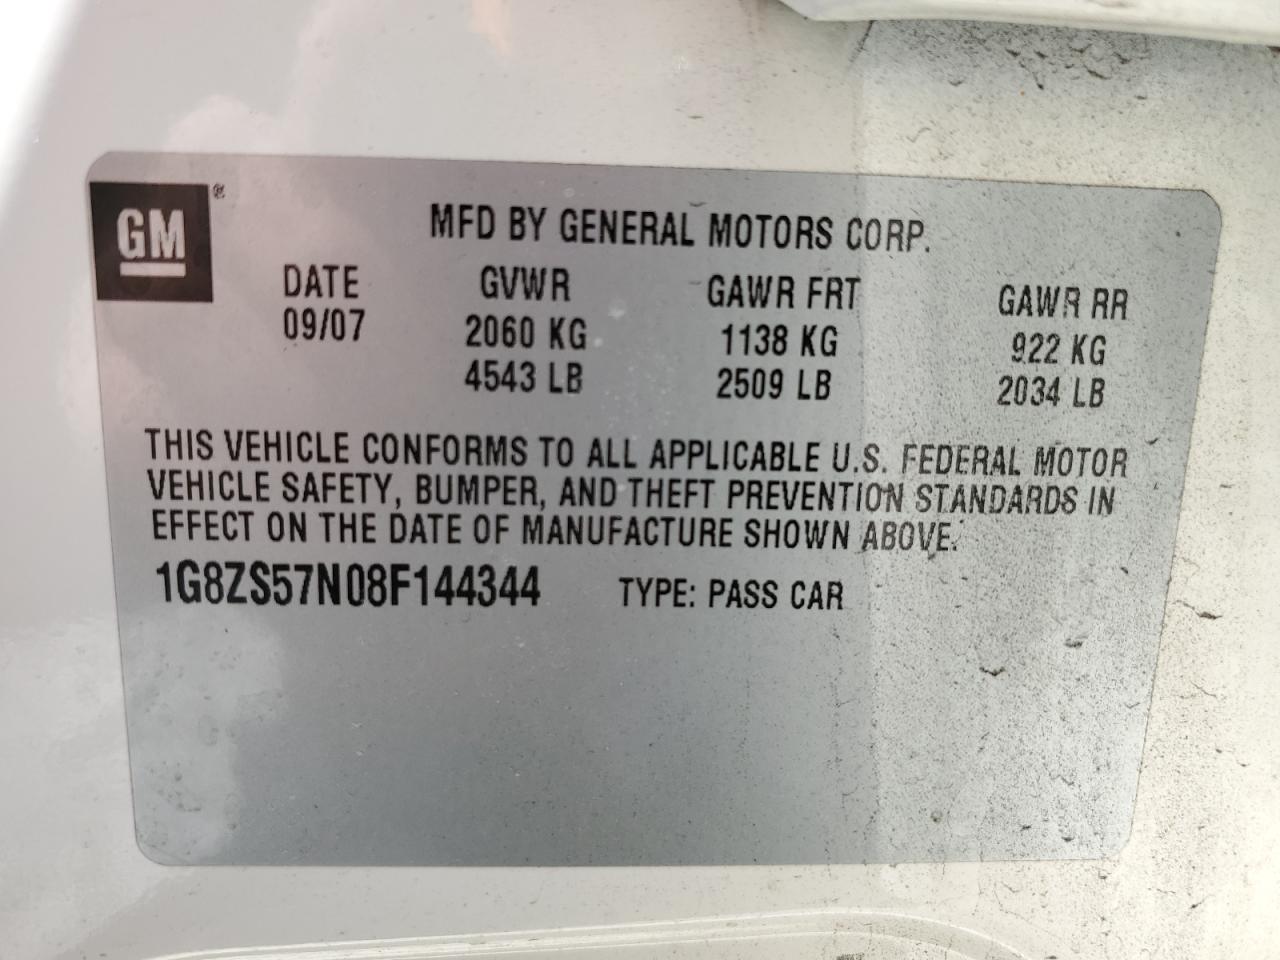 GM ®
MFD BY GENERAL MOTORS CORP.
DATE GVWR GAWR FRT GAWR RR
09/07 2060 KG 1138 KG 922 KG
4543 LB 2509 LB 2034 LB
THIS VEHICLE CONFORMS TO ALL APPLICABLE U.S. FEDERAL MOTOR
VEHICLE SAFETY, BUMPER, AND THEFT PREVENTION STANDARDS IN
EFFECT ON THE DATE OF MANUFACTURE SHOWN ABOVE.
1G8ZS57N08F144344 TYPE: PASS CAR